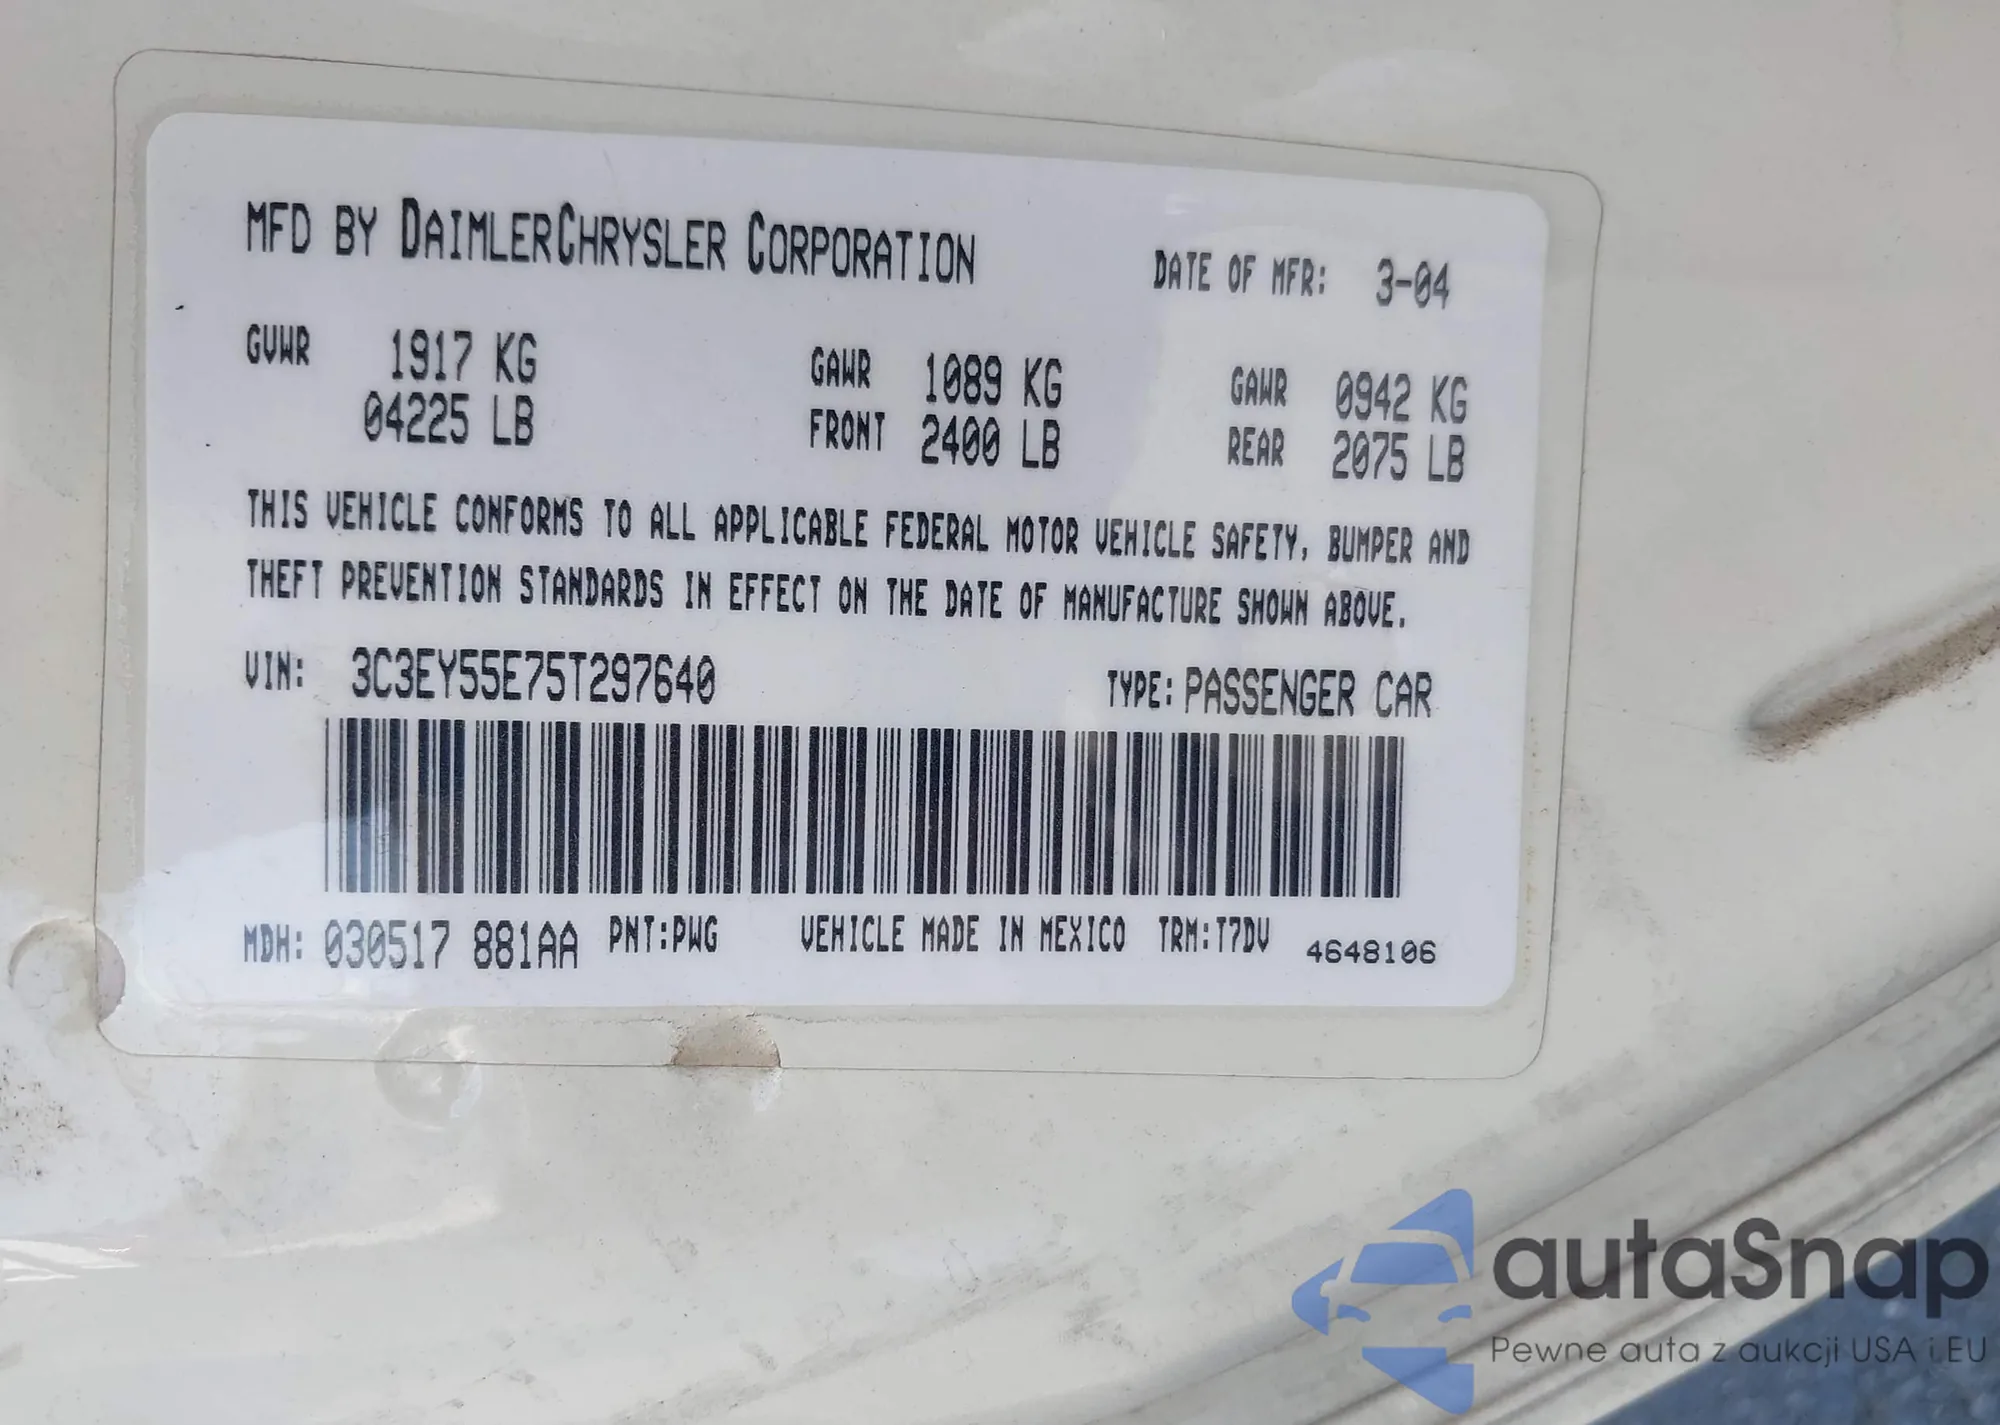 MFD BY DAIMLERCHRYSLER CORPORATION DATE OF MFR: 3-04
GVWR 1917 KG GAWR 1089 KG GAWR 0942 KG
04225 LB FRONT 2400 LB REAR 2075 LB
THIS VEHICLE CONFORMS TO ALL APPLICABLE FEDERAL MOTOR VEHICLE SAFETY, BUMPER AND
THEFT PREVENTION STANDARDS IN EFFECT ON THE DATE OF MANUFACTURE SHOWN ABOVE.
VIN: 3C3EY55E75T297640 TYPE: PASSENGER CAR
MDH: 030517 881AA PNT:PWG VEHICLE MADE IN MEXICO TRM:T7DV 4648106
autaSnap
Pewne auta z aukcji USA i EU